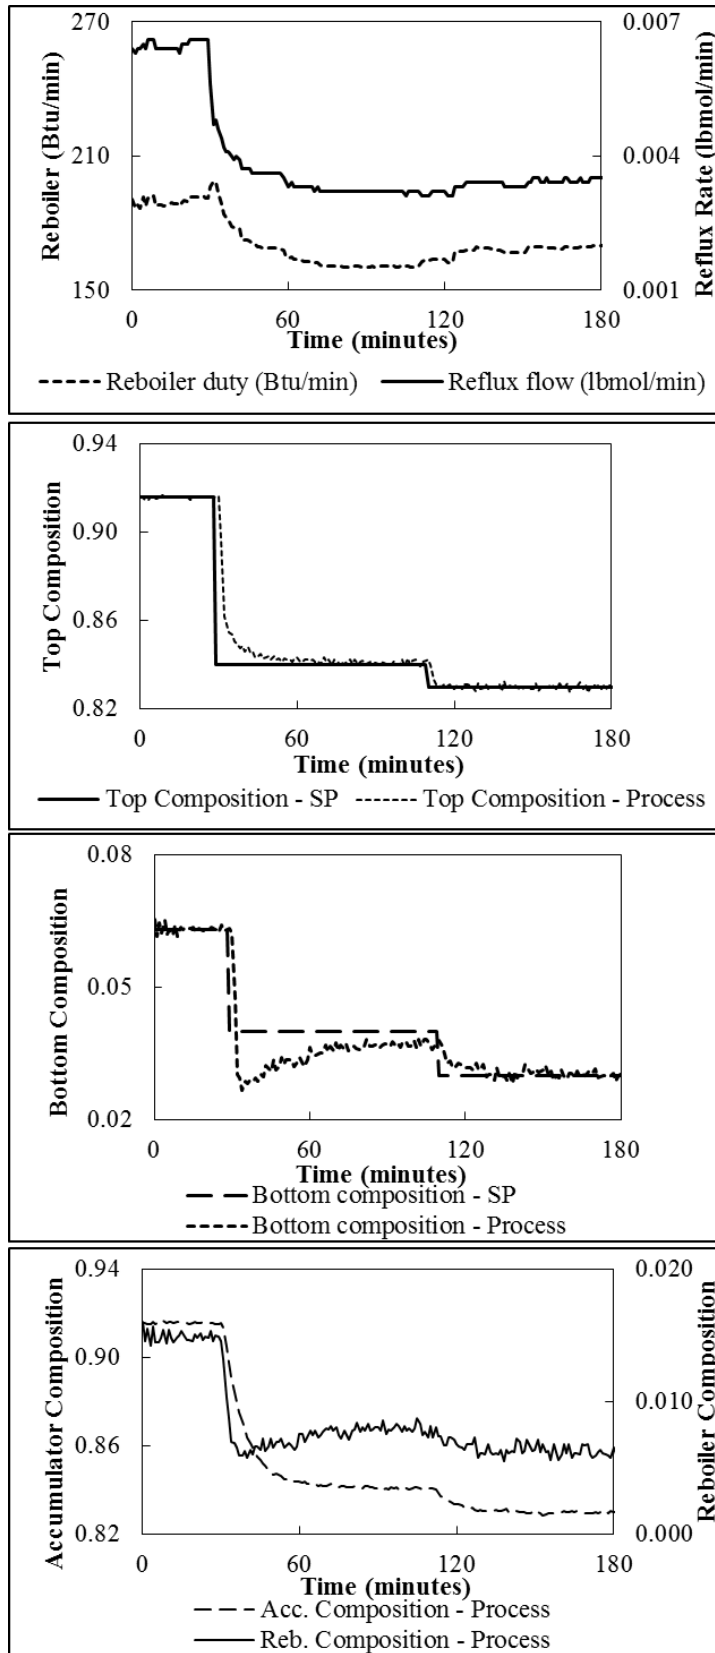 270
0.007
210
0.004
150
0.001
0
60
120
180
Reboiler (Btu/min)
Reflux Rate (lbmol/min)
Time (minutes)
Reboiler duty (Btu/min)
Reflux flow (lbmol/min)
0.94
0.90
0.86
0.82
0
60
120
180
Top Composition
Time (minutes)
Top Composition - SP
Top Composition - Process
0.08
0.05
0.02
0
60
120
180
Bottom Composition
Time (minutes)
Bottom composition - SP
Bottom composition - Process
0.94
0.020
0.90
0.010
0.86
0.82
0.000
0
60
120
180
Accumulator Composition
Reboiler Composition
Time (minutes)
Acc. Composition - Process
Reb. Composition - Process